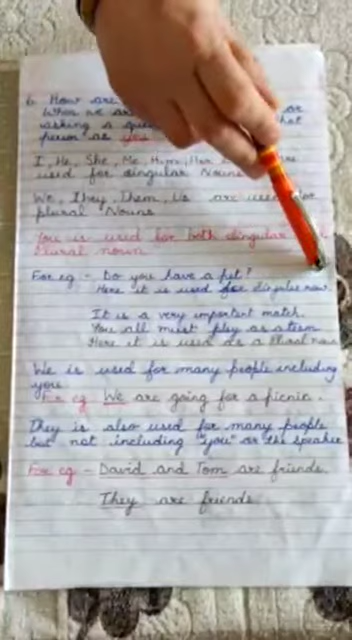 6. How are
When we are or
asking a that
person as you
I, He, She, Me, Him, Her are
used for Singular Nouns
We, They, Them, Us are used for
plural Nouns
You is used for both Singular
Plural noun
For eg - Do you have a pet?
Here it is used for singular noun
It is a very important match.
You all must play as a team
Here it is used as a Plural noun
We is used for many people including
you.
For eg We are going for a picnic.
They is also used for many people
but not including "you" or the speaker
For eg - David and Tom are friends.
They are friends